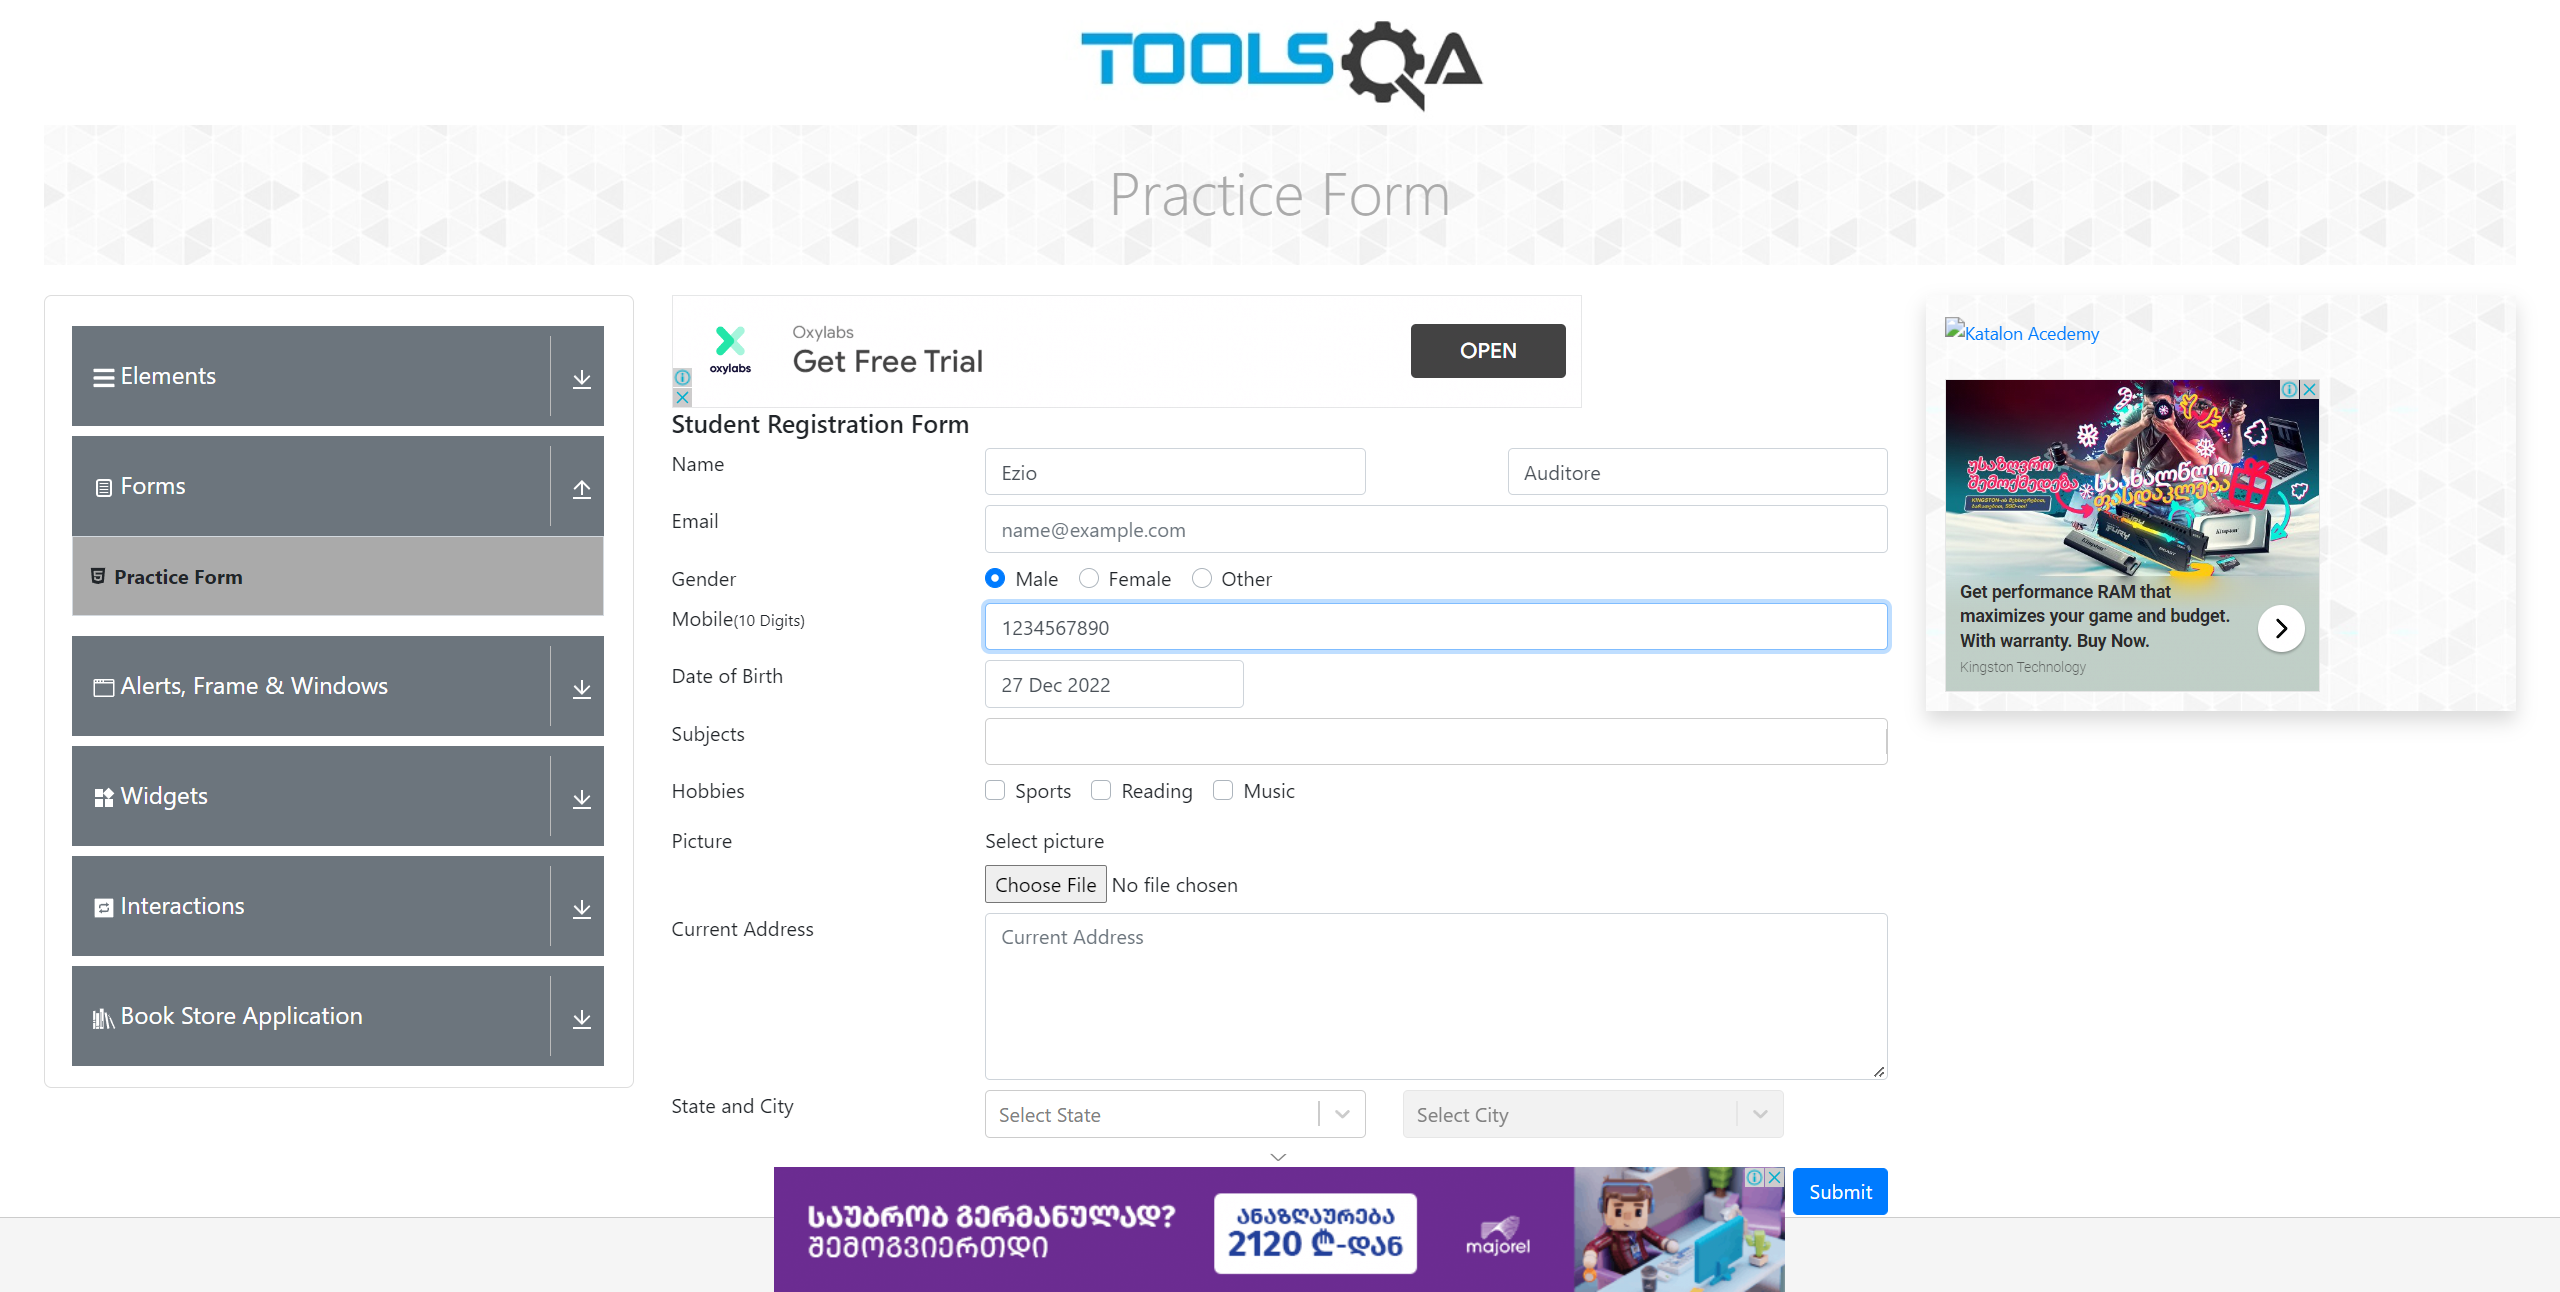 TOOLSQA
Practice Form
Elements
Forms
Practice Form
Alerts, Frame & Windows
Widgets
Interactions
Book Store Application
oxylabs
Oxylabs
Get Free Trial
OPEN
Student Registration Form
Name
Ezio
Auditore
Email
name@example.com
Gender
Male
Female
Other
Mobile(10 Digits)
1234567890
Date of Birth
27 Dec 2022
Subjects
Hobbies
Sports
Reading
Music
Picture
Select picture
Choose File
No file chosen
Current Address
Current Address
State and City
Select State
Select City
Submit
Katalon Acedemy
უსაზღვრო
შემოქმედება
საახალწლო
ფასდაკლება
Get performance RAM that
maximizes your game and budget.
With warranty. Buy Now.
Kingston Technology
საუბრობ გერმანულად?
შემოგვიერთდი
ანაზღაურება
2120 ₾-დან
majorel